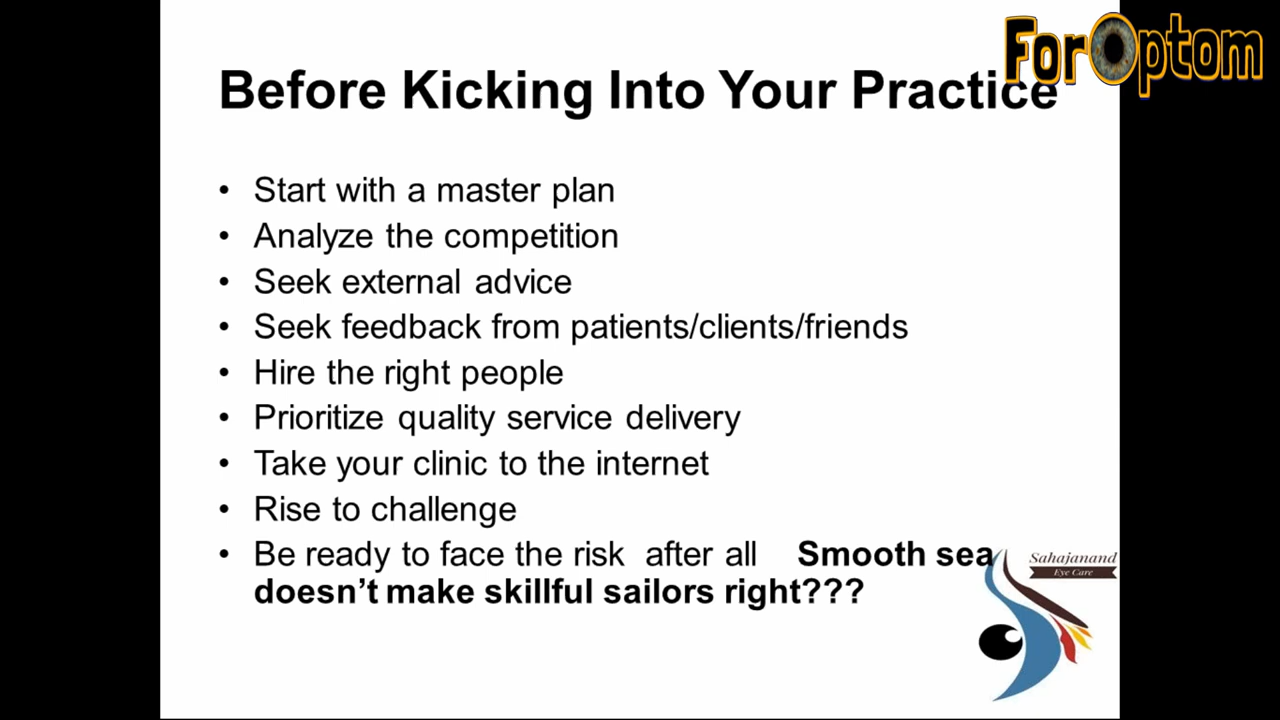 ForOptom
Before Kicking Into Your Practice
• Start with a master plan
• Analyze the competition
• Seek external advice
• Seek feedback from patients/clients/friends
• Hire the right people
• Prioritize quality service delivery
• Take your clinic to the internet
• Rise to challenge
• Be ready to face the risk after all Smooth sea
doesn't make skillful sailors right???
Sahajanand
Eye Care